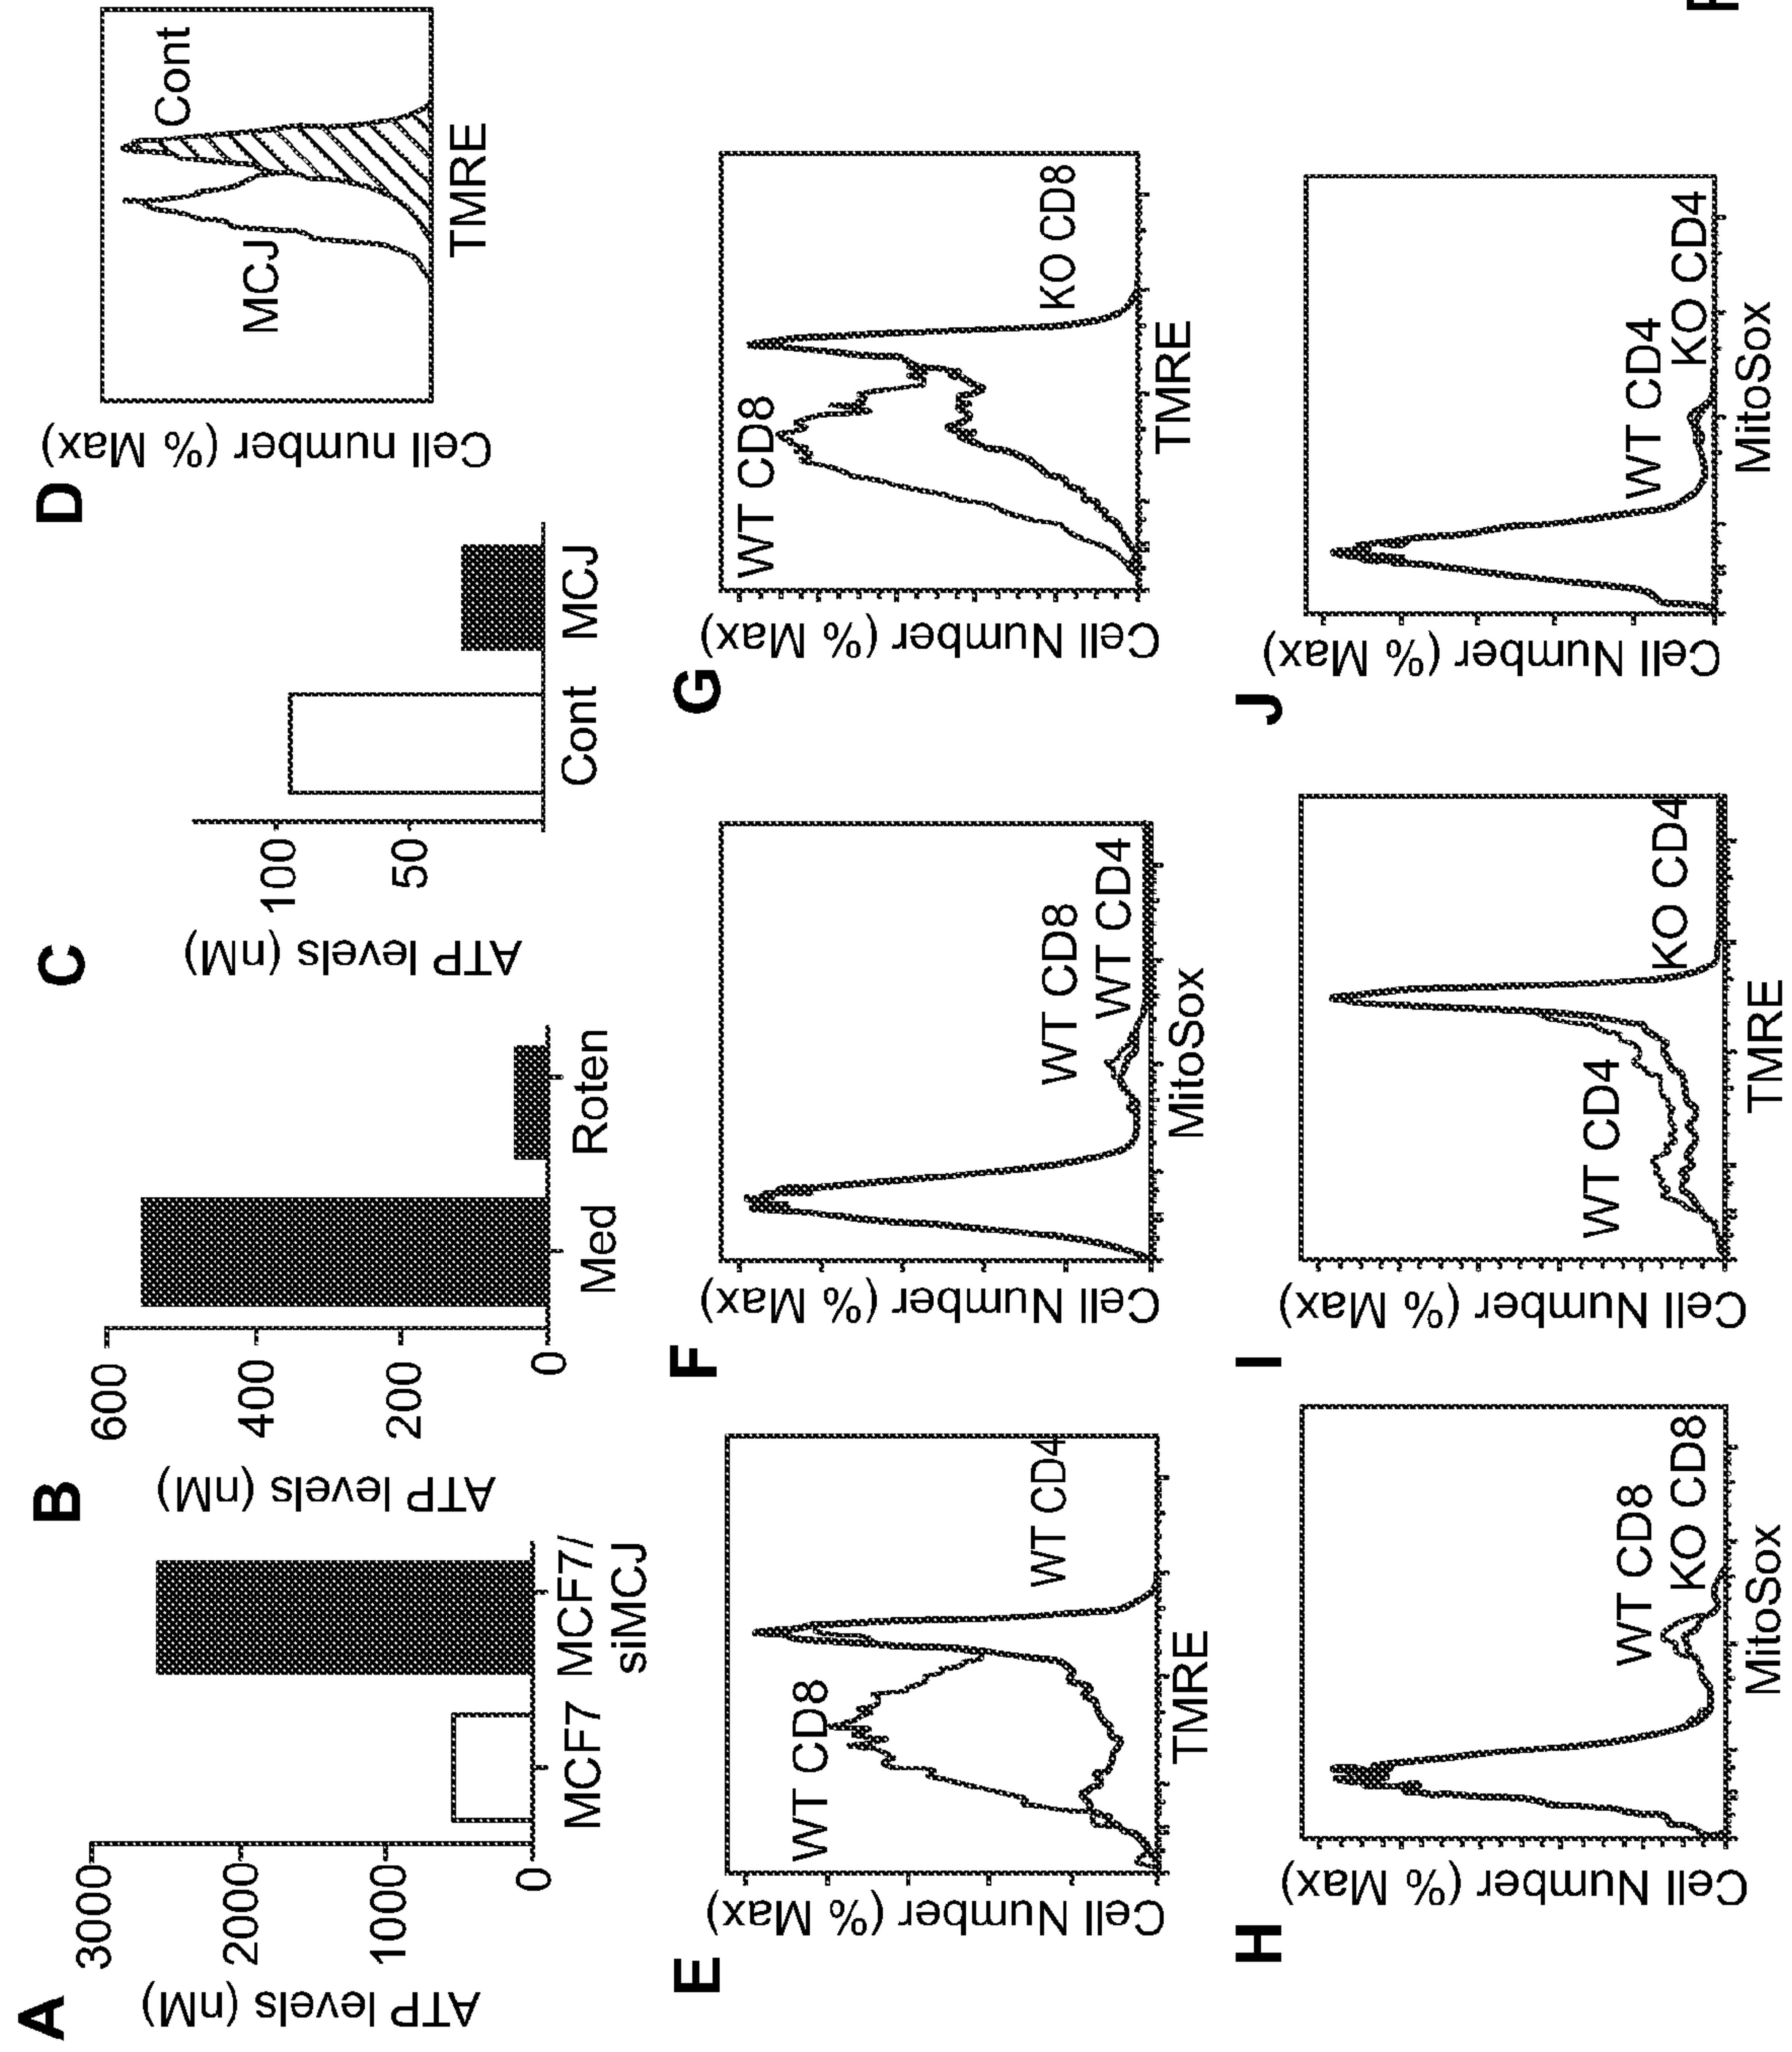 A
ATP levels (nM)
3000
2000
1000
0
MCF7
MCF7/
siMCJ
B
ATP levels (nM)
600
400
200
0
Med
Roten
C
ATP levels (nM)
100
50
Cont
MCJ
D
Cell number (% Max)
MCJ
Cont
TMRE
E
Cell Number (% Max)
WT CD8
WT CD4
TMRE
F
Cell Number (% Max)
WT CD8
WT CD4
MitoSox
G
Cell Number (% Max)
WT CD8
KO CD8
TMRE
H
Cell Number (% Max)
WT CD8
KO CD8
MitoSox
I
Cell Number (% Max)
WT CD4
KO CD4
TMRE
J
Cell Number (% Max)
WT CD4
KO CD4
MitoSox